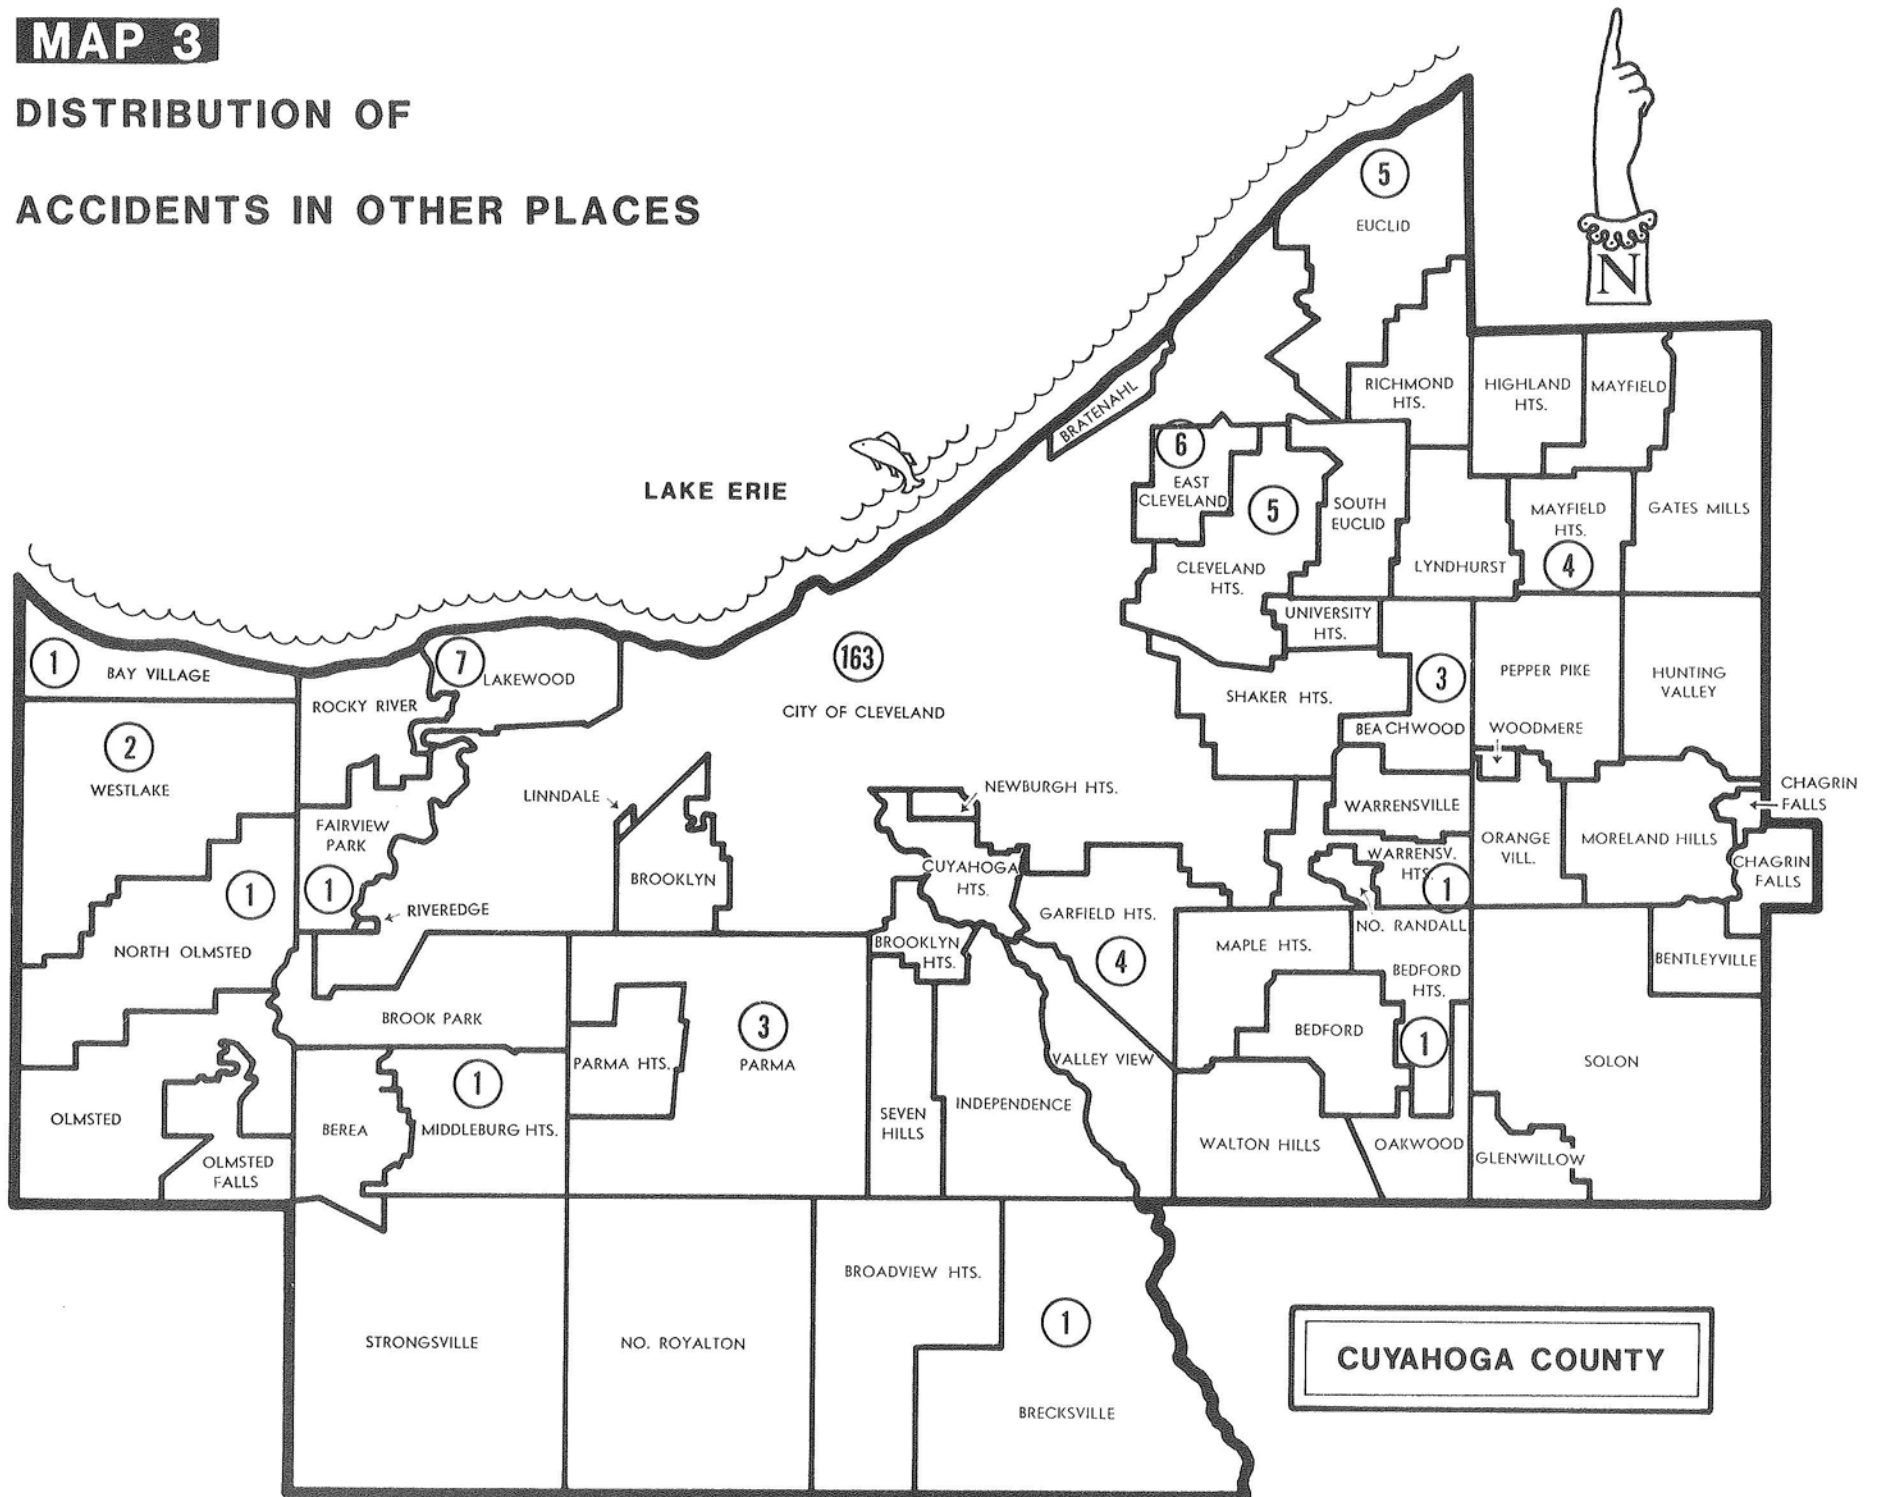 MAP 3
DISTRIBUTION OF
ACCIDENTS IN OTHER PLACES
N
5
EUCLID
RICHMOND
HTS.
HIGHLAND
HTS.
MAYFIELD
BRATENAHL
6
EAST
CLEVELAND
5
CLEVELAND
HTS.
SOUTH
EUCLID
LYNDHURST
MAYFIELD
HTS.
4
GATES MILLS
LAKE ERIE
UNIVERSITY
HTS.
1
BAY VILLAGE
ROCKY RIVER
7
LAKEWOOD
163
CITY OF CLEVELAND
SHAKER HTS.
3
BEACHWOOD
PEPPER PIKE
HUNTING
VALLEY
WOODMERE
2
WESTLAKE
LINNDALE
NEWBURGH HTS.
WARRENSVILLE
CHAGRIN
FALLS
FAIRVIEW
PARK
1
ORANGE
VILL.
MORELAND HILLS
CHAGRIN
FALLS
1
NORTH OLMSTED
RIVEREDGE
BROOKLYN
CUYAHOGA
HTS.
WARRENSV.
HTS.
1
NO. RANDALL
GARFIELD HTS.
4
BROOKLYN
HTS.
MAPLE HTS.
BEDFORD
HTS.
1
BENTLEYVILLE
BROOK PARK
PARMA HTS.
3
PARMA
BEDFORD
VALLEY VIEW
SOLON
OLMSTED
OLMSTED
FALLS
BEREA
1
MIDDLEBURG HTS.
SEVEN
HILLS
INDEPENDENCE
WALTON HILLS
OAKWOOD
GLENWILLOW
STRONGSVILLE
NO. ROYALTON
BROADVIEW HTS.
1
BRECKSVILLE
CUYAHOGA COUNTY